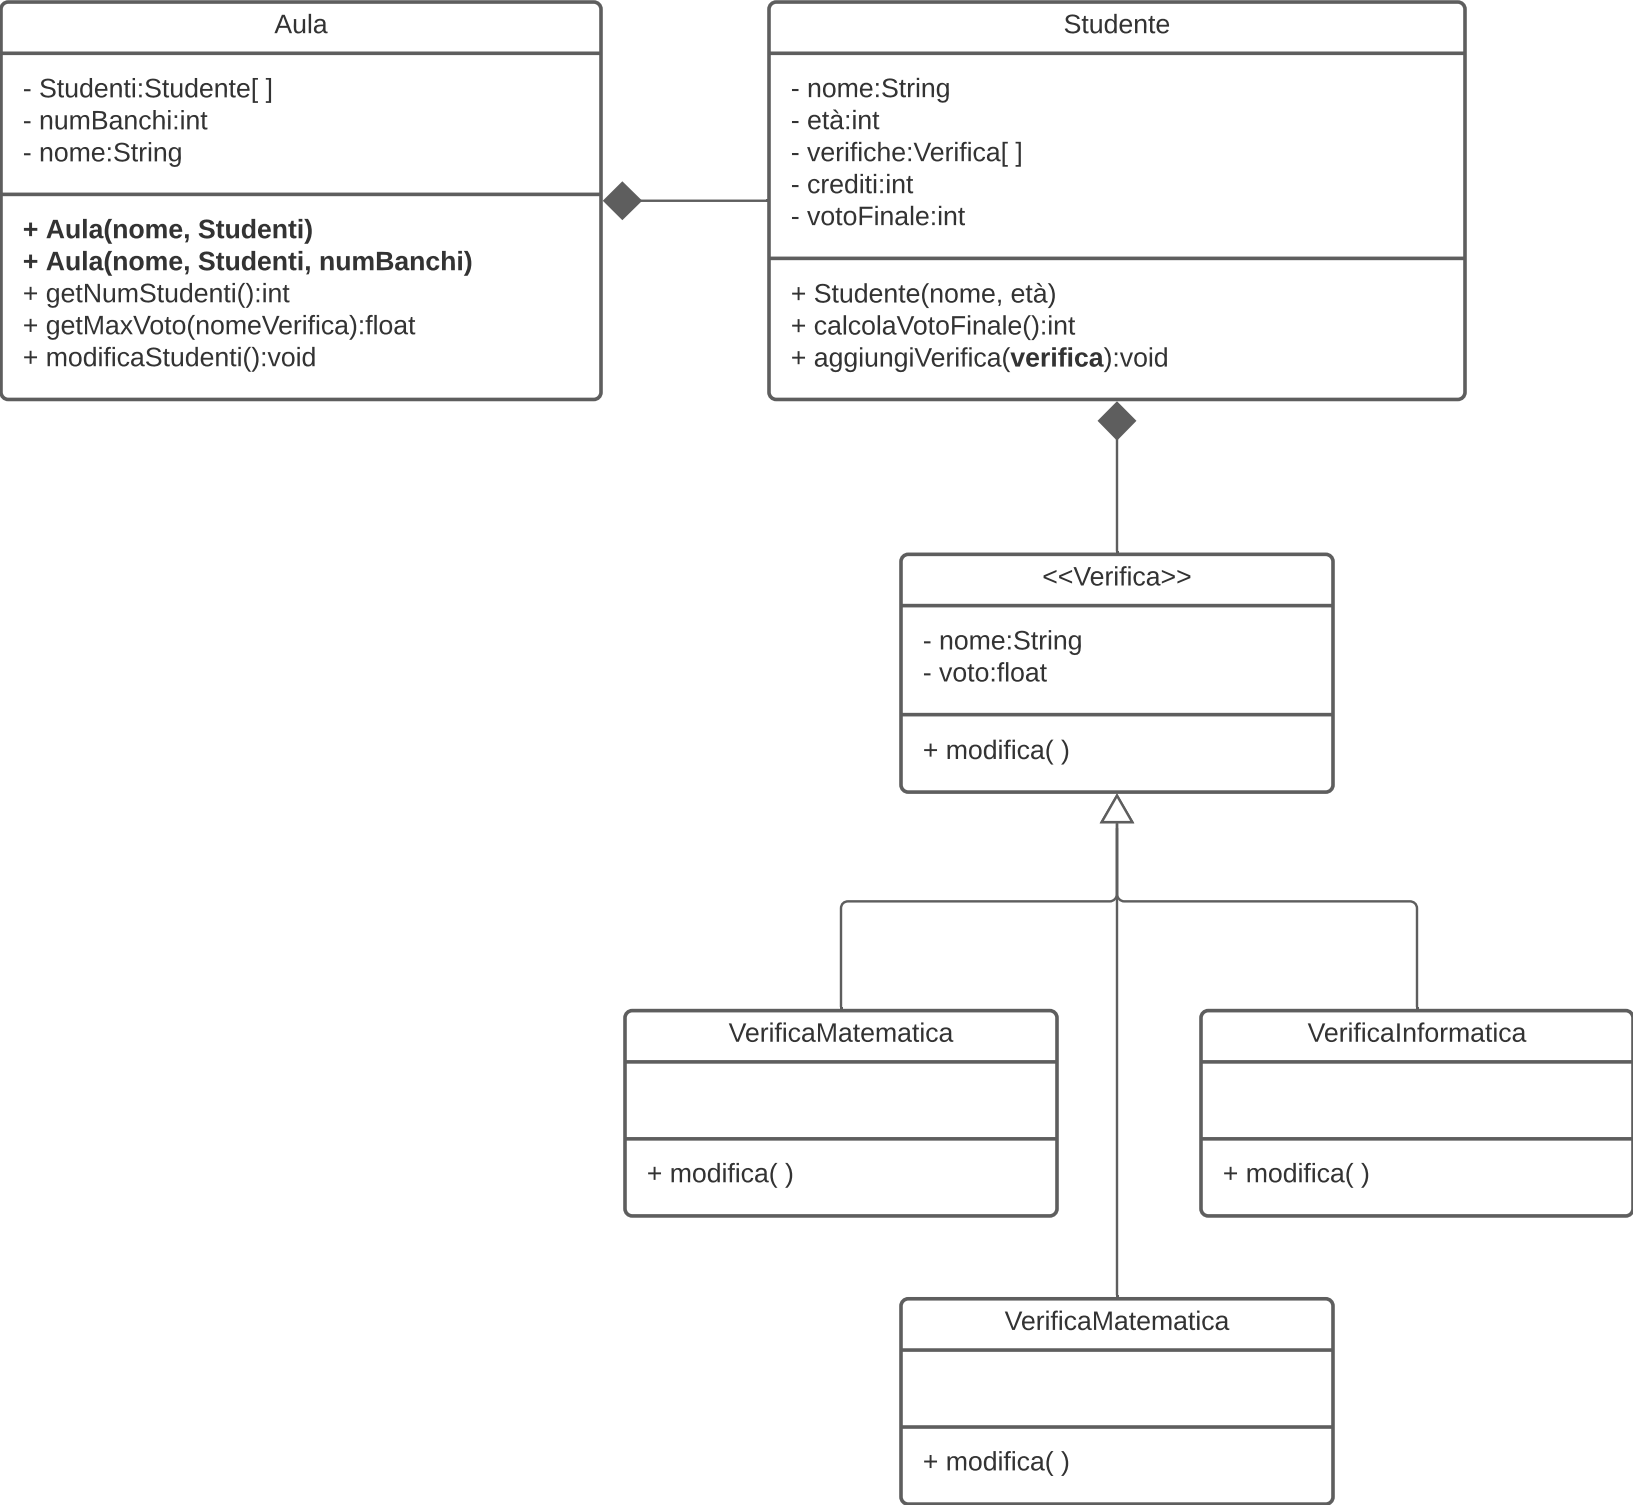 Aula
- Studenti:Studente[ ]
- numBanchi:int
- nome:String
+ Aula(nome, Studenti)
+ Aula(nome, Studenti, numBanchi)
+ getNumStudenti():int
+ getMaxVoto(nomeVerifica):float
+ modificaStudenti():void
Studente
- nome:String
- età:int
- verifiche:Verifica[ ]
- crediti:int
- votoFinale:int
+ Studente(nome, età)
+ calcolaVotoFinale():int
+ aggiungiVerifica(verifica):void
<<Verifica>>
- nome:String
- voto:float
+ modifica( )
VerificaMatematica
+ modifica( )
VerificaInformatica
+ modifica( )
VerificaMatematica
+ modifica( )